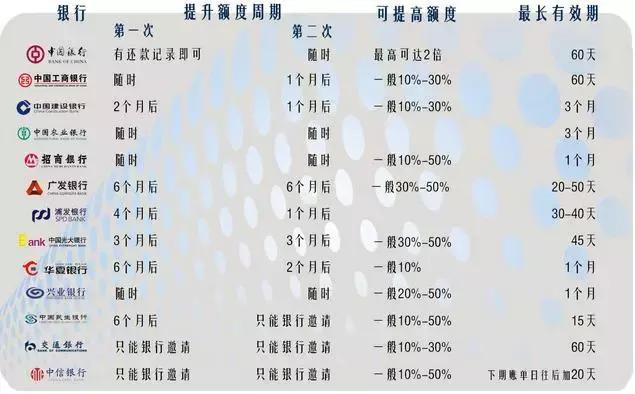 银行 提升额度周期 可提高额度 最长有效期
第一次 第二次
中国银行 有还款记录即可 随时 最高可达2倍 60天
BANK OF CHINA
中国工商银行 随时 1个月后 一般10%-30% 60天
中国建设银行 2个月后 1个月后 一般10%-30% 3个月
China Construction Bank
中国农业银行 随时 随时 3个月
招商银行 随时 随时 一般10%-50% 1个月
广发银行 6个月后 6个月后 一般30%-50% 20-50天
浦发银行 4个月后 1个月后 30-40天
SPD BANK
Bank 中国光大银行 3个月后 3个月后 一般30%-50% 45天
华夏银行 6个月后 2个月后 一般10% 1个月
兴业银行 随时 随时 一般20%-50% 1个月
中国民生银行 6个月后 只能银行邀请 一般10%-50% 15天
交通银行 只能银行邀请 只能银行邀请 一般10%-30% 60天
BANK OF COMMUNICATIONS
中信银行 只能银行邀请 只能银行邀请 一般10%-50% 下期账单日往后加20天